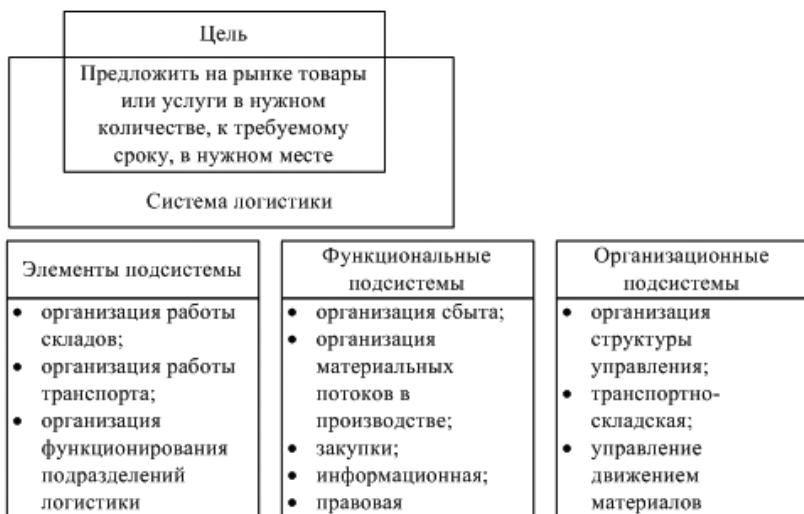 Цель
Предложить на рынке товары
или услуги в нужном
количестве, к требуемому
сроку, в нужном месте
Система логистики
Элементы подсистемы
• организация работы
складов;
• организация работы
транспорта;
• организация
функционирования
подразделений
логистики
Функциональные
подсистемы
• организация сбыта;
• организация
материальных
потоков в
производстве;
• закупки;
• информационная;
• правовая
Организационные
подсистемы
• организация
структуры
управления;
• транспортно-
складская;
• управление
движением
материалов